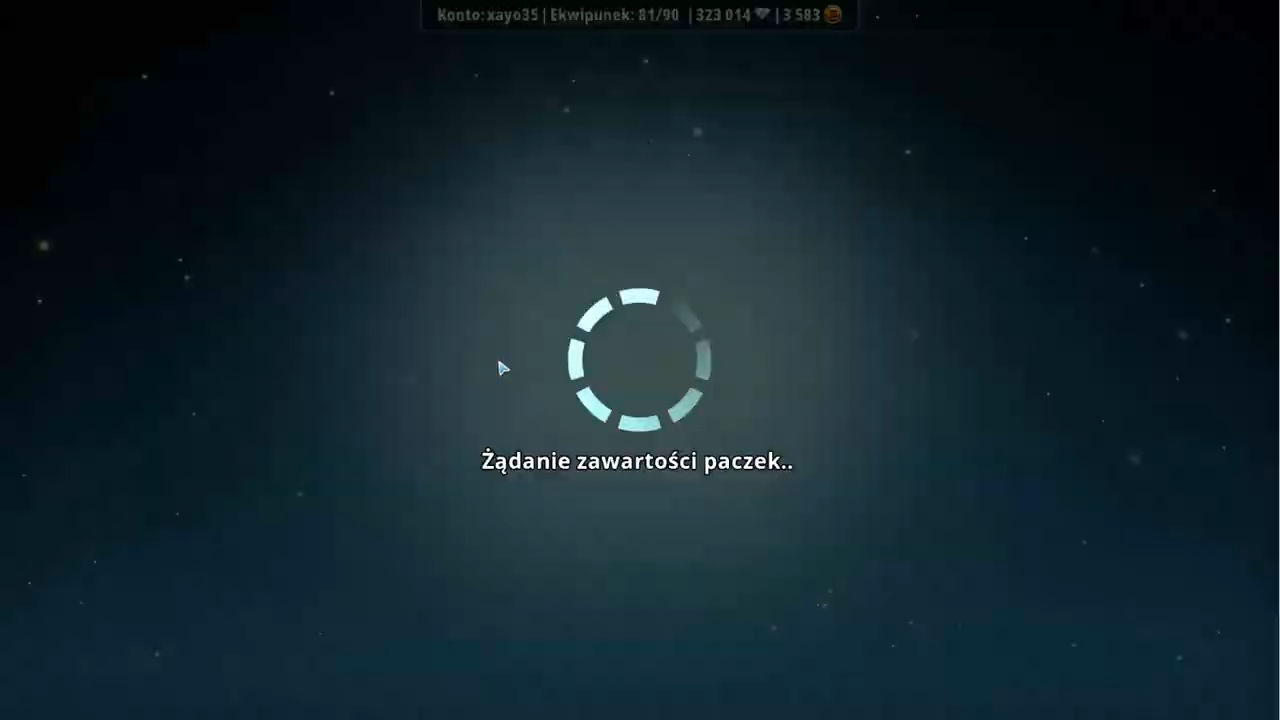 Konto: xayo35 | Ekwipunek: 81/90 | 323 014 | 3 583
Żądanie zawartości paczek..